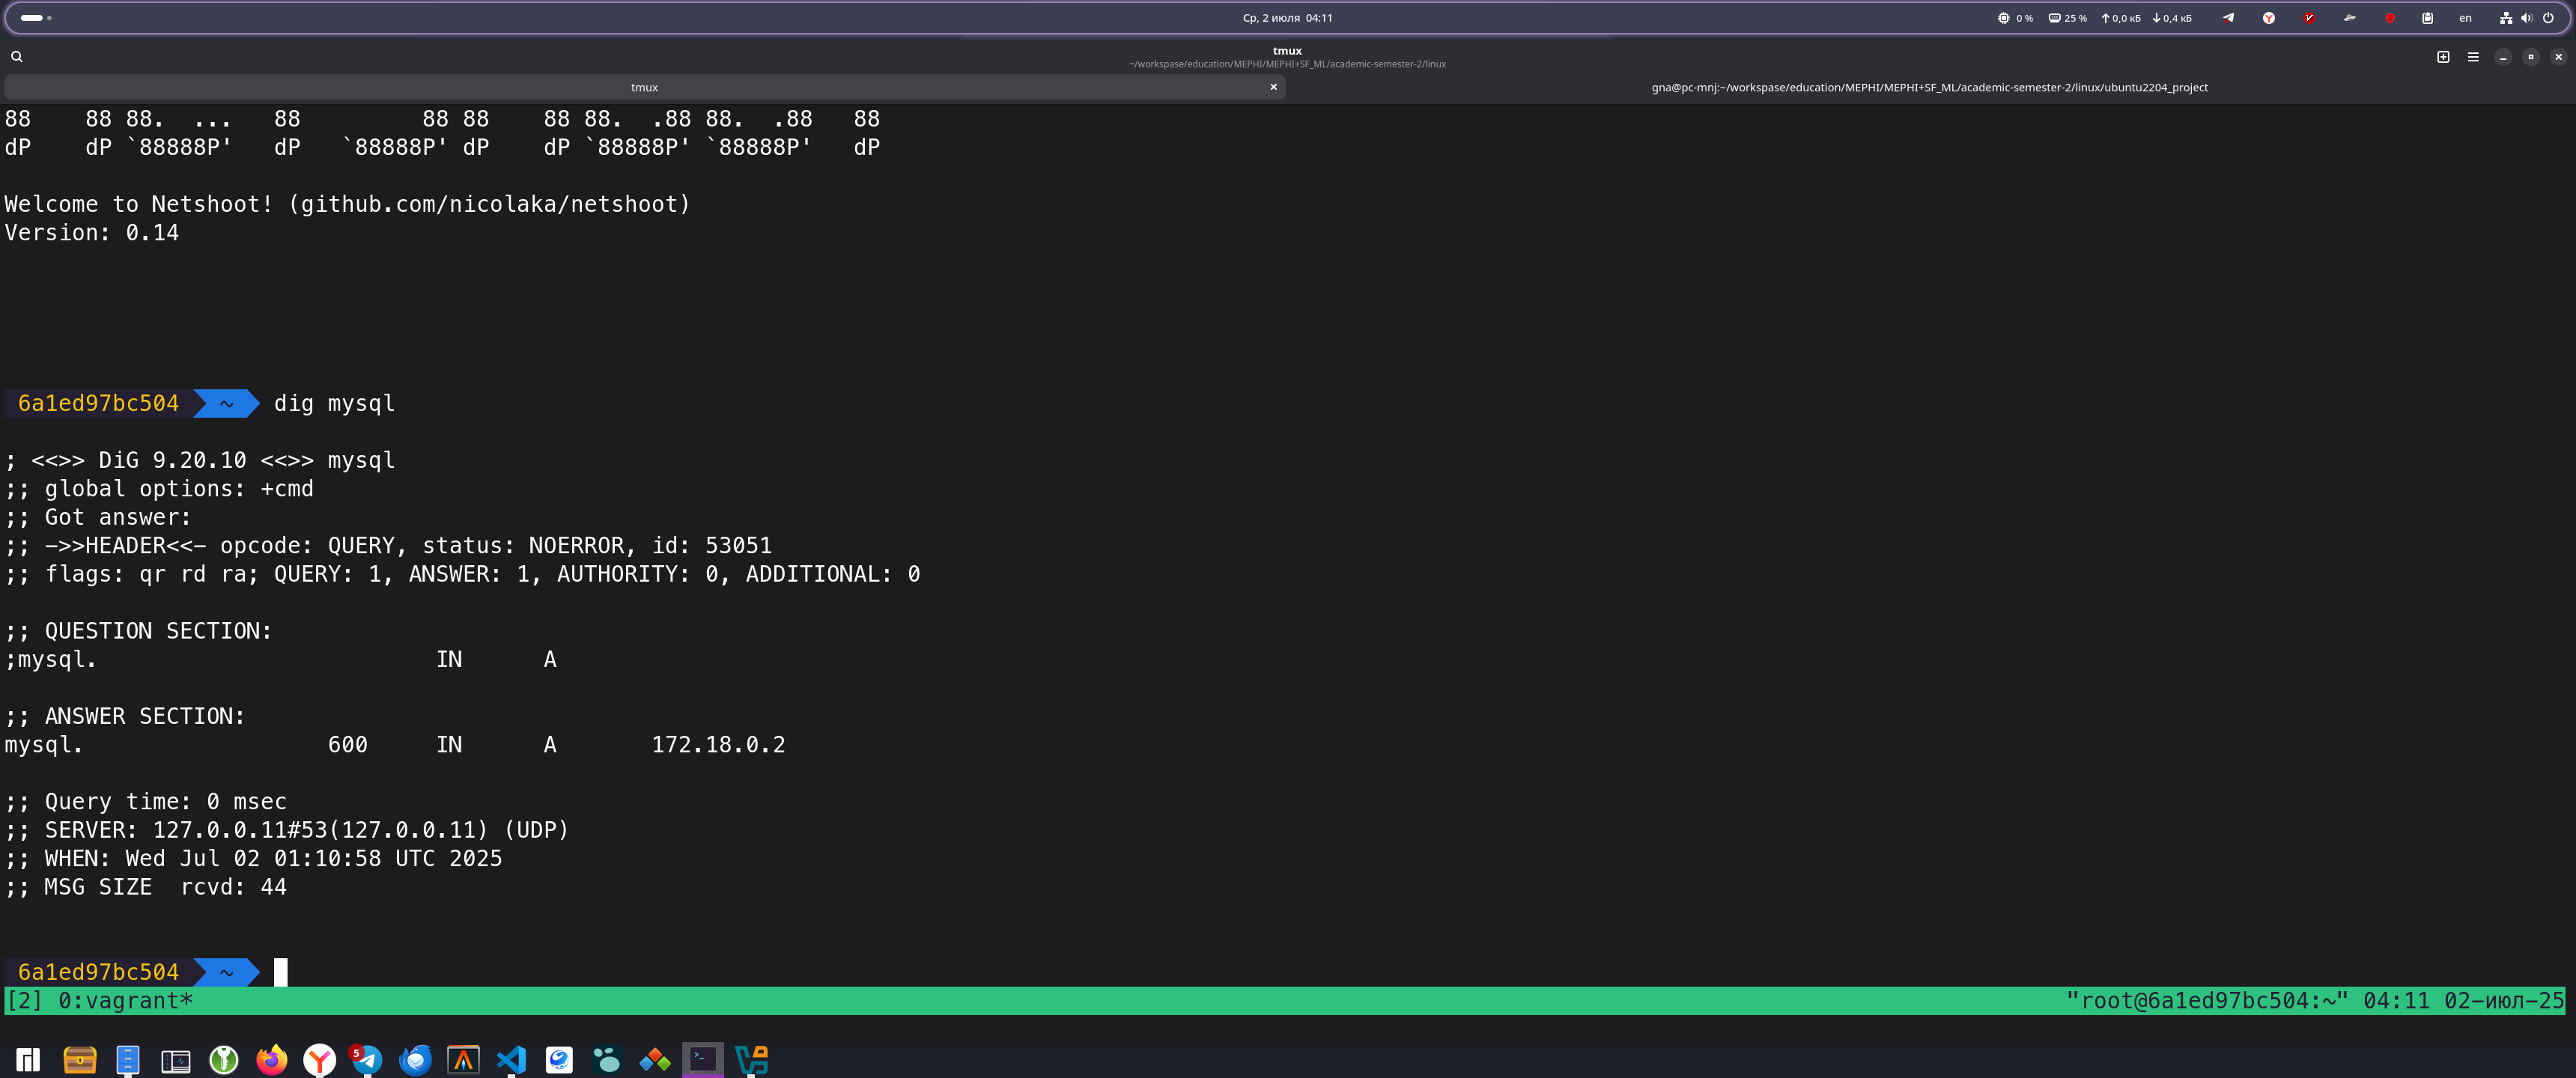 Ср, 2 июля 04:11
0 % 25 % 0,0 кБ 0,4 кБ en
tmux
~/workspase/education/MEPHI/MEPHI+SF_ML/academic-semester-2/linux
tmux
gna@pc-mnj:~/workspase/education/MEPHI/MEPHI+SF_ML/academic-semester-2/linux/ubuntu2204_project
88      88 88.  ...   88         88 88    88 88.  .88 88.  .88   88
dP      dP `88888P'   dP   `88888P' dP    dP `88888P' `88888P'   dP
Welcome to Netshoot! (github.com/nicolaka/netshoot)
Version: 0.14
6a1ed97bc504 ~ dig mysql
; <<>> DiG 9.20.10 <<>> mysql
;; global options: +cmd
;; Got answer:
;; ->>HEADER<<- opcode: QUERY, status: NOERROR, id: 53051
;; flags: qr rd ra; QUERY: 1, ANSWER: 1, AUTHORITY: 0, ADDITIONAL: 0
;; QUESTION SECTION:
;mysql. IN A
;; ANSWER SECTION:
mysql. 600 IN A 172.18.0.2
;; Query time: 0 msec
;; SERVER: 127.0.0.11#53(127.0.0.11) (UDP)
;; WHEN: Wed Jul 02 01:10:58 UTC 2025
;; MSG SIZE  rcvd: 44
6a1ed97bc504 ~
[2] 0:vagrant* "root@6a1ed97bc504:~" 04:11 02-июл-25
5